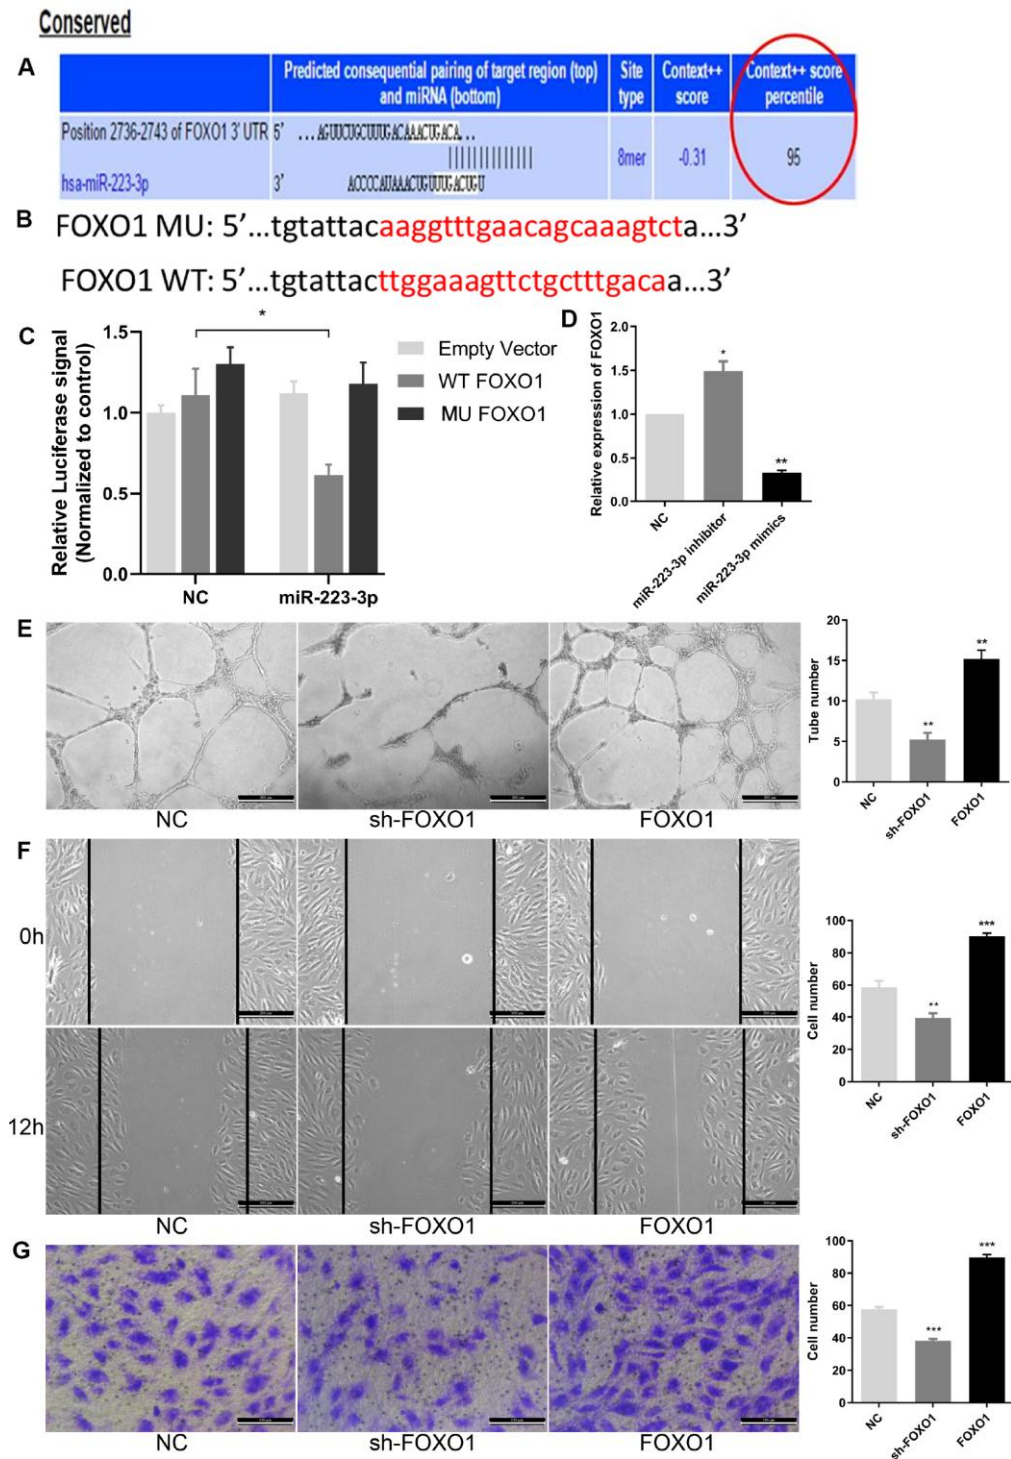 Conserved
A
Predicted consequential pairing of target region (top) and miRNA (bottom)
Site type
Context++ score
Context++ score percentile
Position 2736-2743 of FOXO1 3' UTR 5' ...AGUUCUGCUUUGACAAACUGACA...
8mer
-0.31
95
hsa-miR-223-3p 3' ACCCCAUAAACUGUUUGACUGU
B
FOXO1 MU: 5’...tgtattacaaggtttgaacagcaaagtcta...3’
FOXO1 WT: 5’...tgtattacttggaaagttctgctttgacaa...3’
C
Relative Luciferase signal
(Normalized to control)
1.5
1.0
0.5
0.0
*
NC
miR-223-3p
Empty Vector
WT FOXO1
MU FOXO1
D
Relative expression of FOXO1
2.0
1.5
1.0
0.5
0.0
*
**
NC
miR-223-3p inhibitor
miR-223-3p mimics
E
NC
sh-FOXO1
FOXO1
Tube number
20
15
10
5
0
**
**
NC
sh-FOXO1
FOXO1
F
0h
12h
NC
sh-FOXO1
FOXO1
Cell number
100
80
60
40
20
0
**
***
NC
sh-FOXO1
FOXO1
G
NC
sh-FOXO1
FOXO1
Cell number
100
80
60
40
20
0
***
***
NC
sh-FOXO1
FOXO1